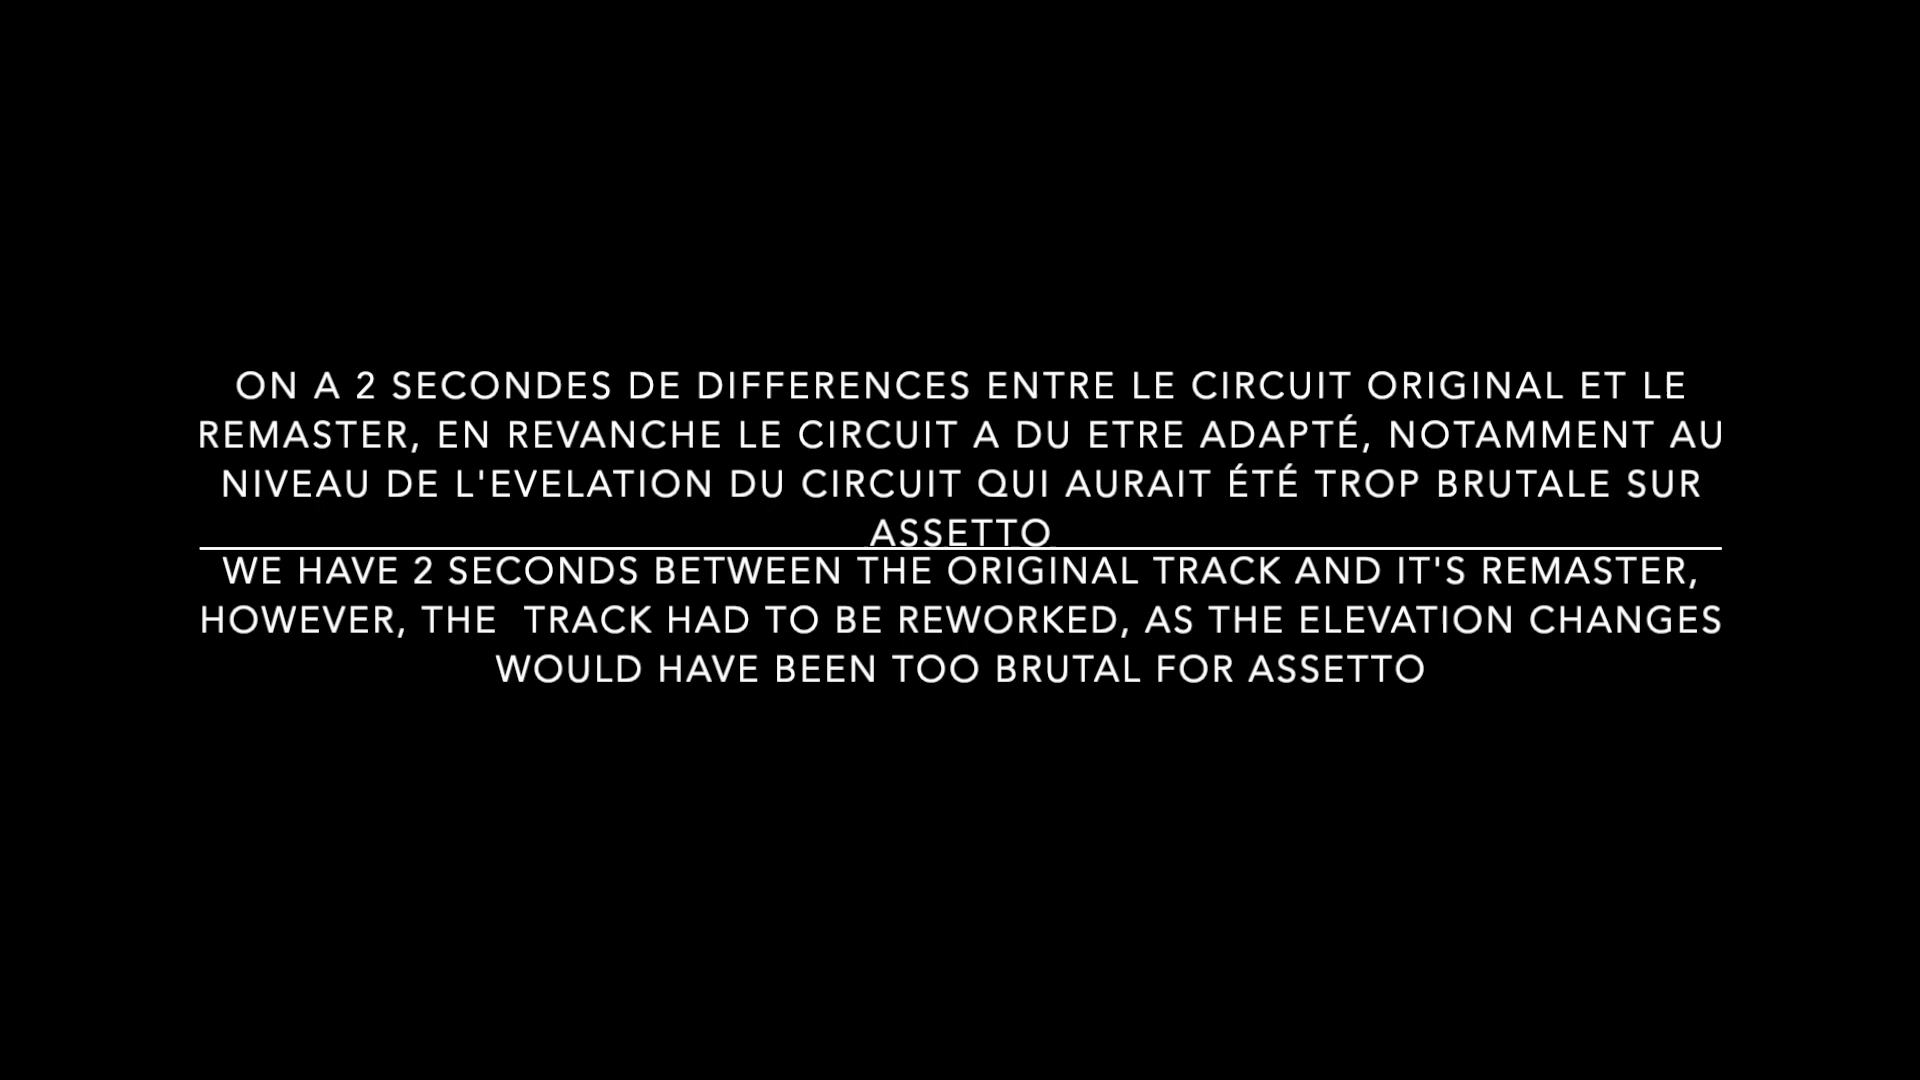 ON A 2 SECONDES DE DIFFERENCES ENTRE LE CIRCUIT ORIGINAL ET LE
REMASTER, EN REVANCHE LE CIRCUIT A DU ETRE ADAPTÉ, NOTAMMENT AU
NIVEAU DE L'EVELATION DU CIRCUIT QUI AURAIT ÉTÉ TROP BRUTALE SUR
ASSETTO
WE HAVE 2 SECONDS BETWEEN THE ORIGINAL TRACK AND IT'S REMASTER,
HOWEVER, THE  TRACK HAD TO BE REWORKED, AS THE ELEVATION CHANGES
WOULD HAVE BEEN TOO BRUTAL FOR ASSETTO